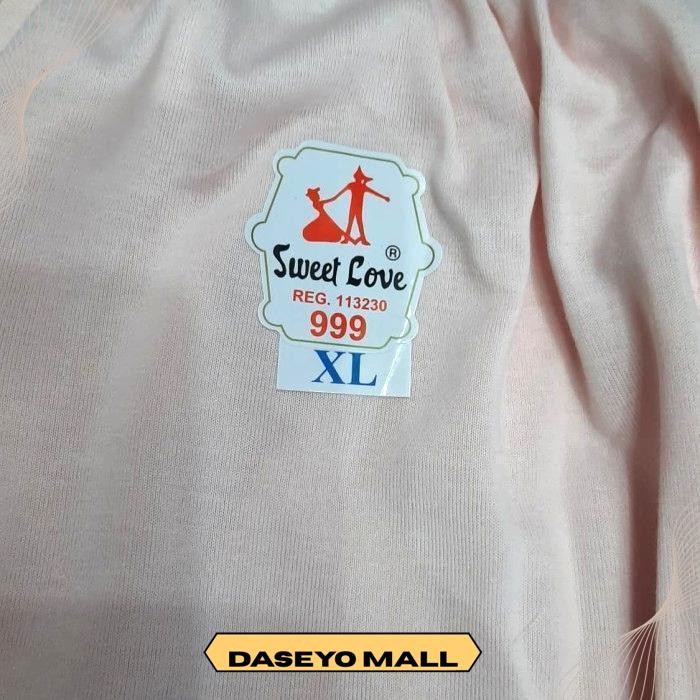 ®
Sweet Love
REG. 113230
999
XL
DASEYO MALL